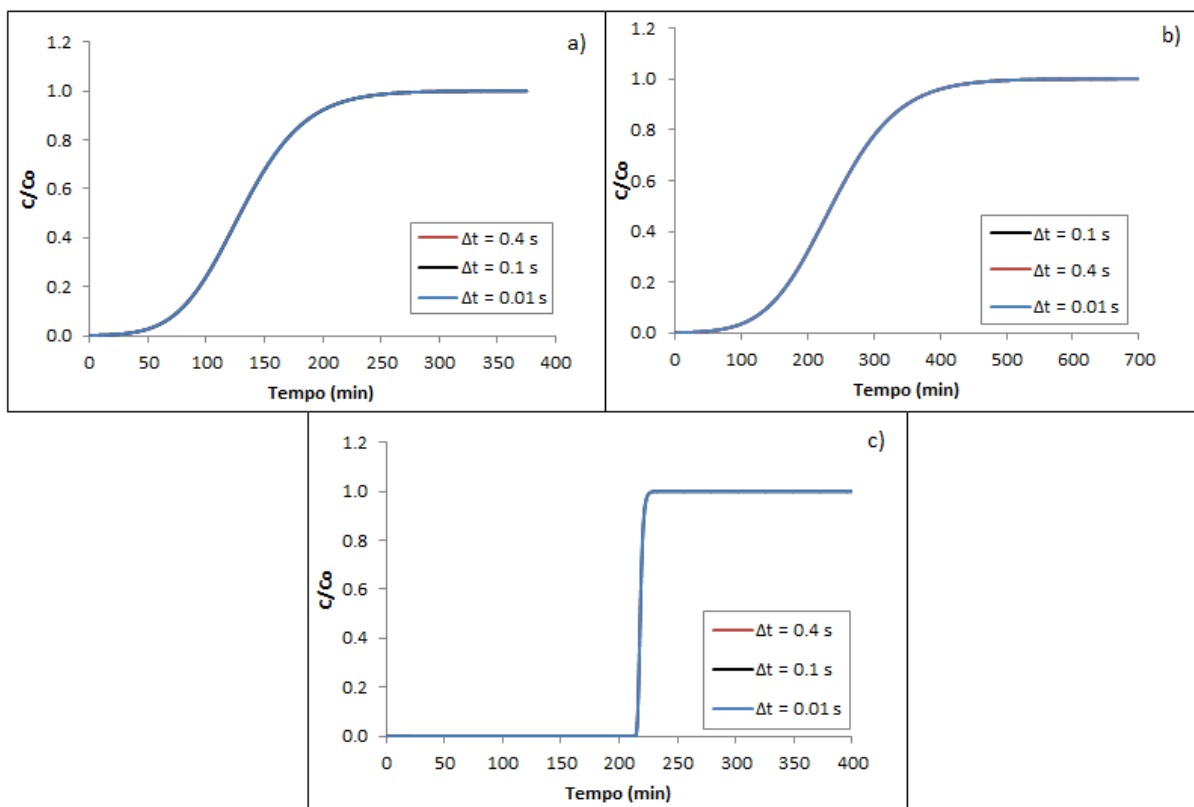 a)
1.2
1.0
0.8
0.6
0.4
0.2
0.0
C/Co
Δt = 0.4 s
Δt = 0.1 s
Δt = 0.01 s
0 50 100 150 200 250 300 350 400
Tempo (min)
b)
1.2
1.0
0.8
0.6
0.4
0.2
0.0
C/Co
Δt = 0.1 s
Δt = 0.4 s
Δt = 0.01 s
0 100 200 300 400 500 600 700
Tempo (min)
c)
1.2
1.0
0.8
0.6
0.4
0.2
0.0
C/Co
Δt = 0.4 s
Δt = 0.1 s
Δt = 0.01 s
0 50 100 150 200 250 300 350 400
Tempo (min)